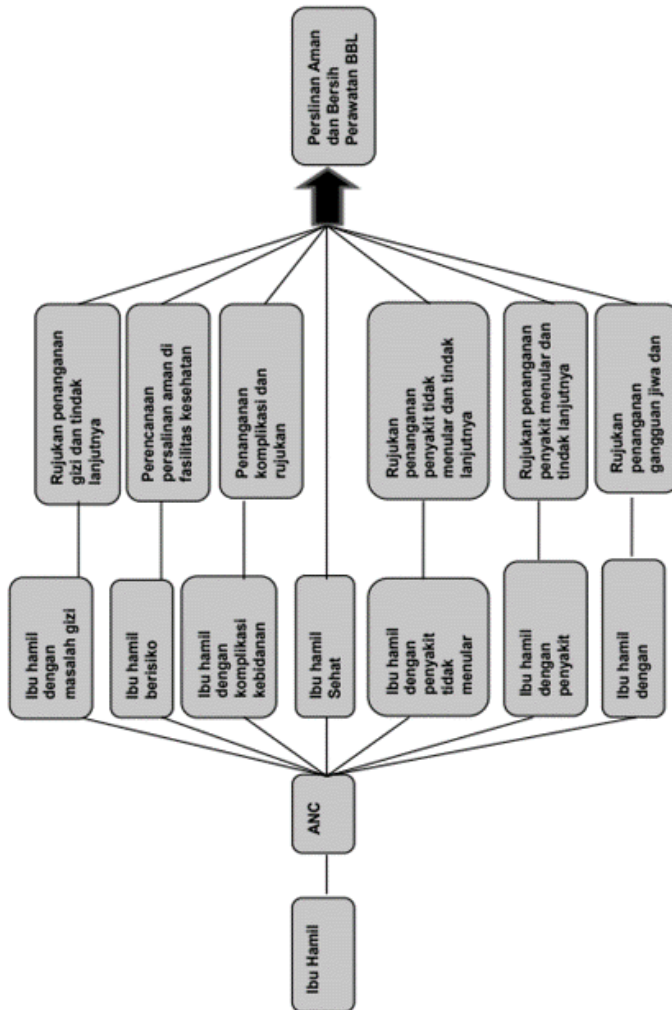 Ibu Hamil
ANC
Ibu hamil
dengan
masalah gizi
Ibu hamil
berisiko
Ibu hamil
dengan
komplikasi
kebidanan
Ibu hamil
Sehat
Ibu hamil
dengan
penyakit
tidak
menular
Ibu hamil
dengan
penyakit
Ibu hamil
dengan
Rujukan penanganan
gizi dan tindak
lanjutnya
Perencanaan
persalinan aman di
fasilitas kesehatan
Penanganan
komplikasi dan
rujukan
Rujukan
penanganan
penyakit tidak
menular dan tindak
lanjutnya
Rujukan penanganan
penyakit menular dan
tindak lanjutnya
Rujukan
penanganan
gangguan jiwa dan
Perslinan Aman
dan Bersih
Perawatan BBL